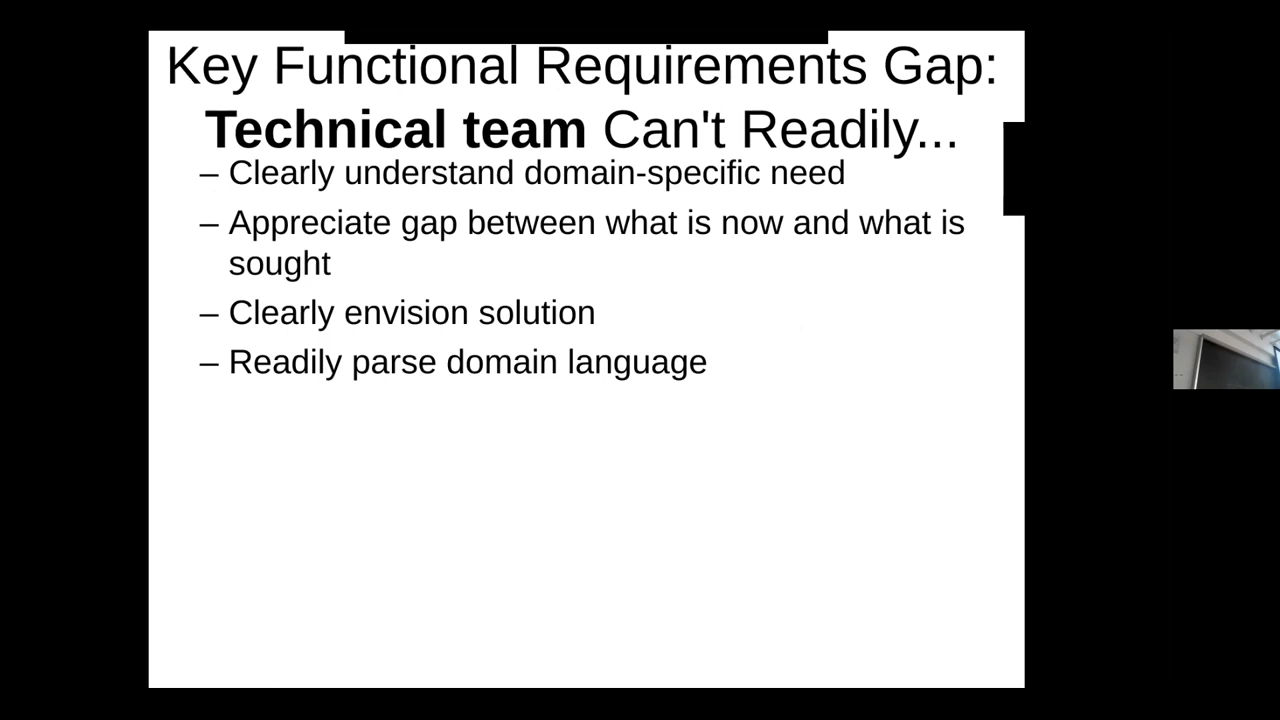 Key Functional Requirements Gap:
Technical team Can't Readily...
– Clearly understand domain-specific need
– Appreciate gap between what is now and what is
sought
– Clearly envision solution
– Readily parse domain language